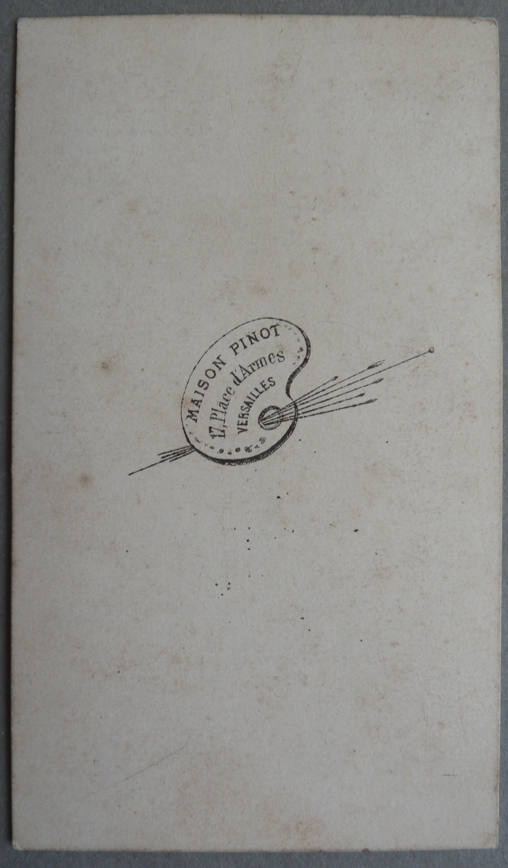 MAISON PINOT
17, Place d'Armes
VERSAILLES